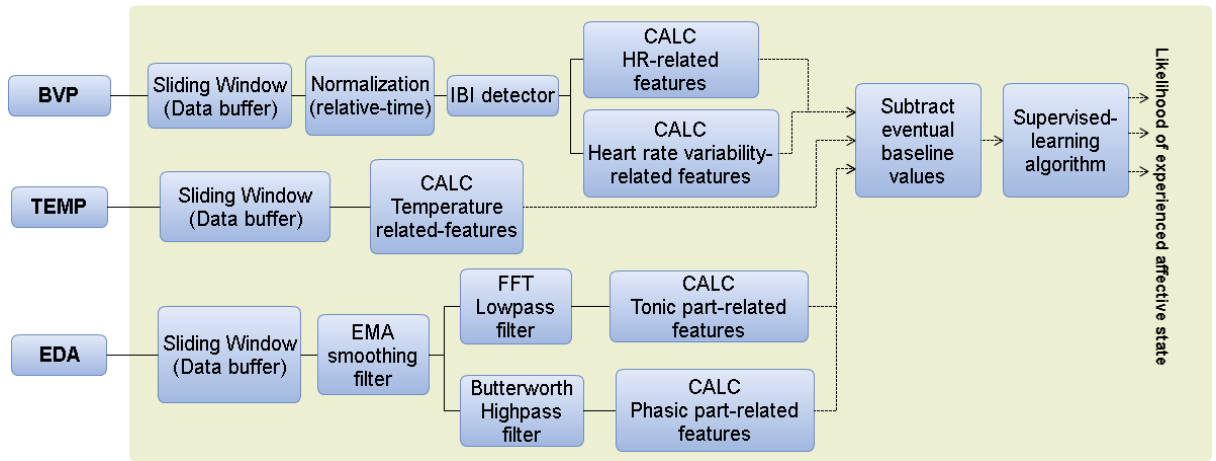 BVP
Sliding Window
(Data buffer)
Normalization
(relative-time)
IBI detector
CALC
HR-related
features
CALC
Heart rate variability-
related features
TEMP
Sliding Window
(Data buffer)
CALC
Temperature
related-features
EDA
Sliding Window
(Data buffer)
EMA
smoothing
filter
FFT
Lowpass
filter
CALC
Tonic part-related
features
Butterworth
Highpass
filter
CALC
Phasic part-related
features
Subtract
eventual
baseline
values
Supervised-
learning
algorithm
Likelihood of experienced affective state